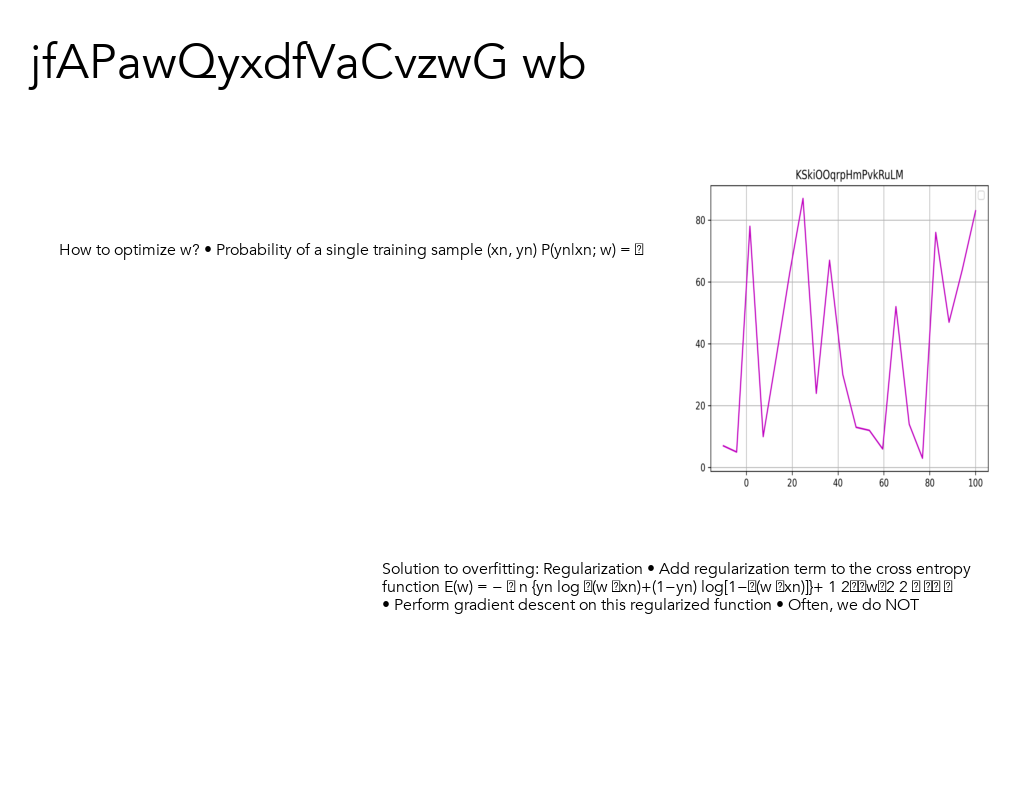 jfAPawQyxdfVaCvzwG wb
KSkiOOqrpHmPvkRuLM
80
60
40
20
0
0 20 40 60 80 100
How to optimize w? • Probability of a single training sample (xn, yn) P(yn|xn; w) = 
Solution to overfitting: Regularization • Add regularization term to the cross entropy
function E(w) = − n {yn log (w xn)+(1−yn) log[1−(w xn)]}+ 1 2w2 2
• Perform gradient descent on this regularized function • Often, we do NOT